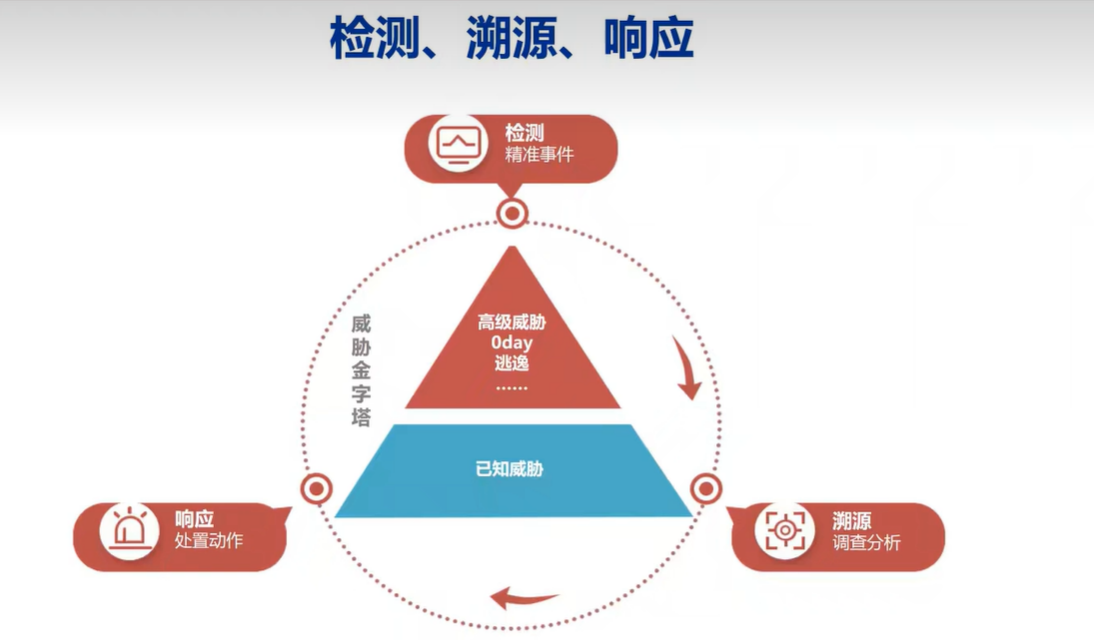 检测、溯源、响应
检测
精准事件
威胁金字塔
高级威胁
0day
逃逸
……
已知威胁
响应
处置动作
溯源
调查分析